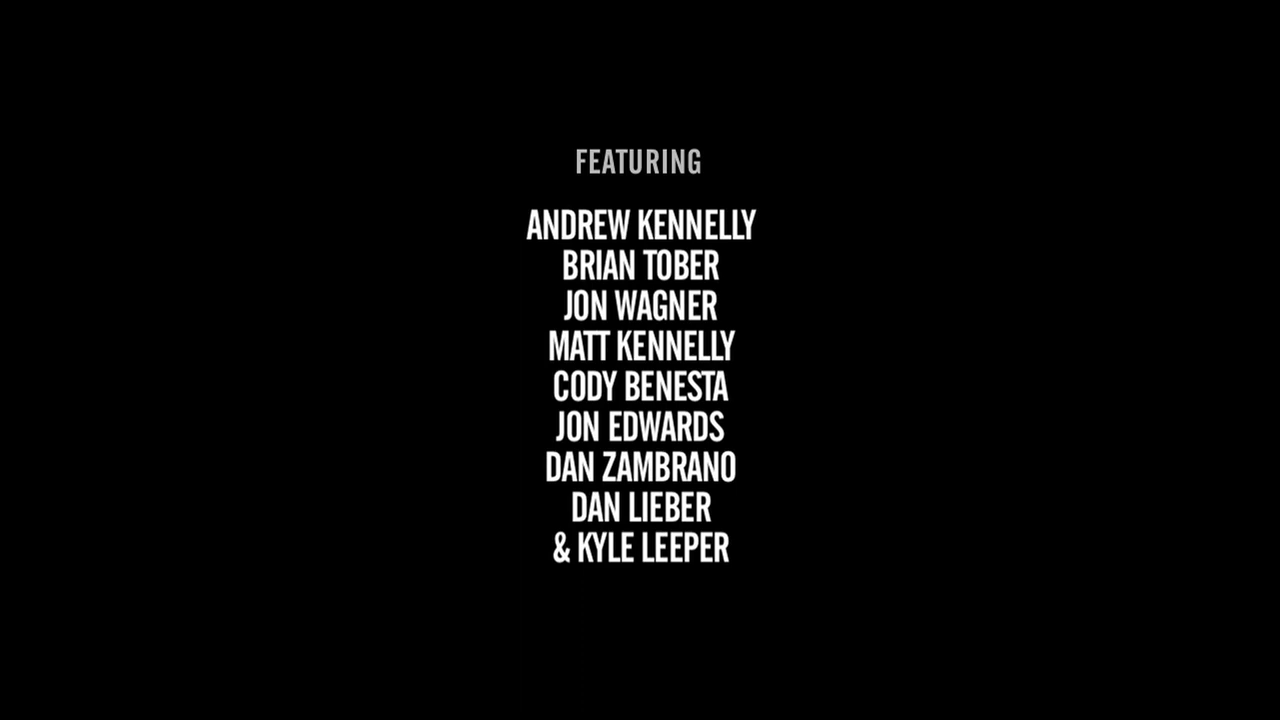 FEATURING
ANDREW KENNELLY
BRIAN TOBER
JON WAGNER
MATT KENNELLY
CODY BENESTA
JON EDWARDS
DAN ZAMBRANO
DAN LIEBER
& KYLE LEEPER